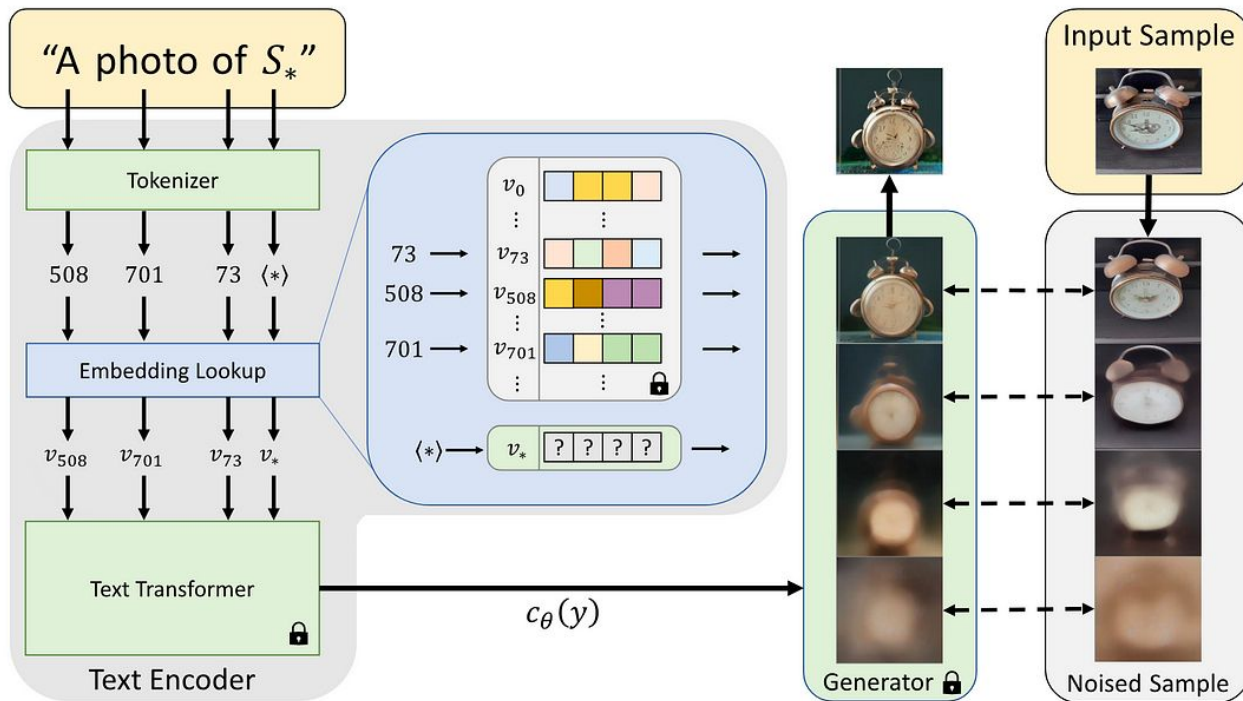 “A photo of S*”
Tokenizer
508 701 73 ⟨*⟩
Embedding Lookup
v508 v701 v73 v*
Text Transformer
Text Encoder
v0
⋮ ⋮
73 v73
508 v508
⋮ ⋮
701 v701
⋮ ⋮
⟨*⟩ v* ? ? ? ?
cθ(y)
Generator
Input Sample
Noised Sample